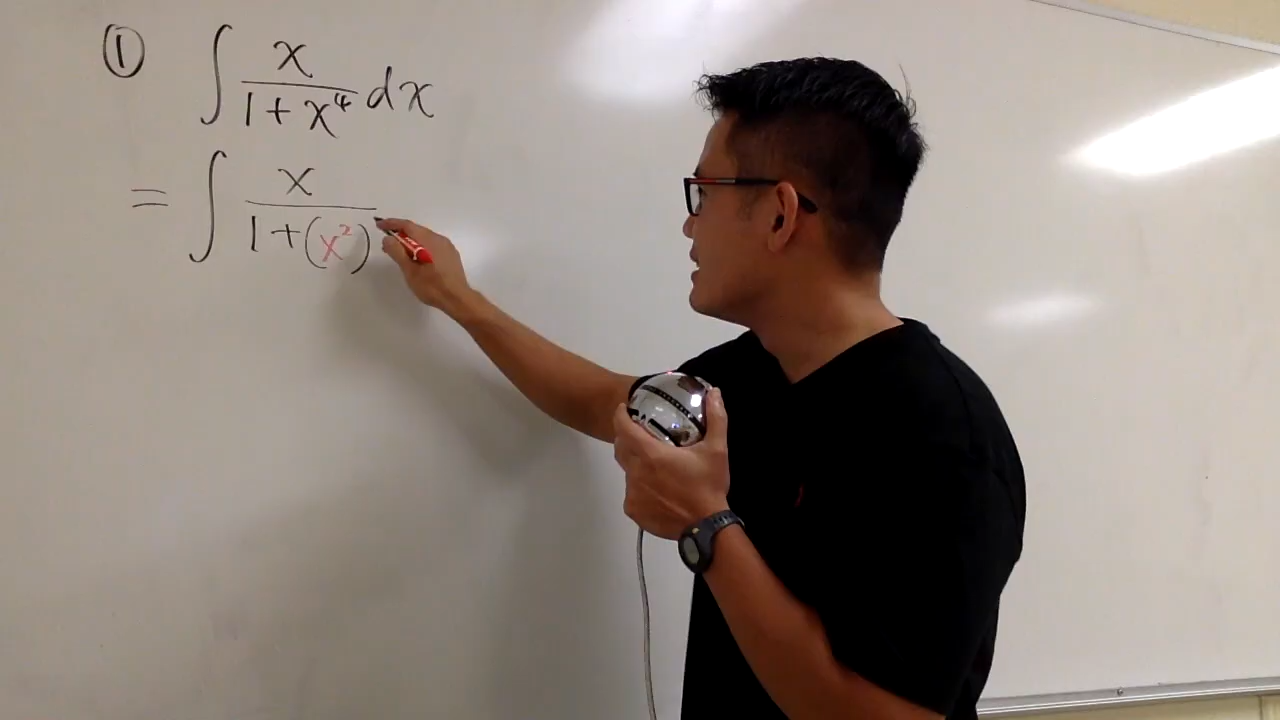 ① ∫ x/(1+x⁴) dx
= ∫ x/(1+(x²)